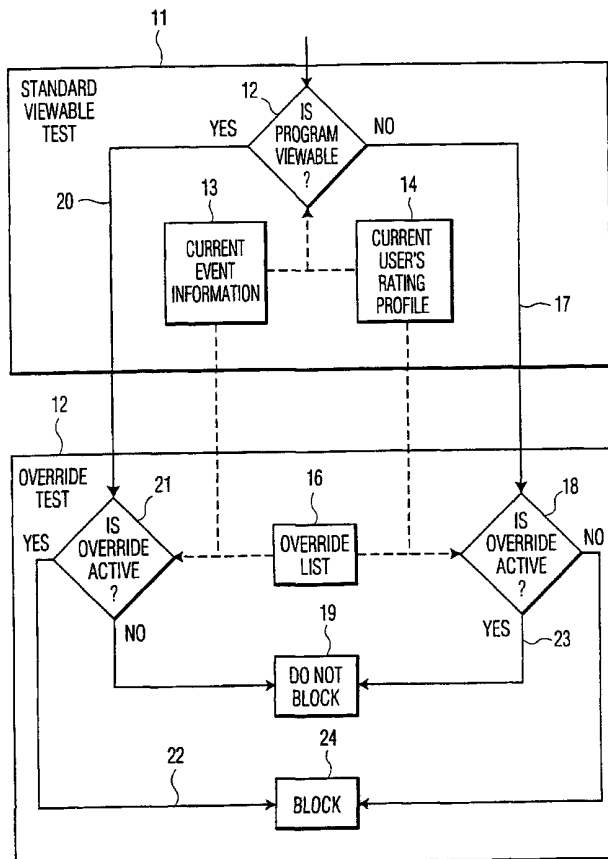 11
STANDARD
VIEWABLE
TEST
12
IS
PROGRAM
VIEWABLE
?
YES
NO
20
13
CURRENT
EVENT
INFORMATION
14
CURRENT
USER'S
RATING
PROFILE
17
12
OVERRIDE
TEST
21
IS
OVERRIDE
ACTIVE
?
YES
NO
16
OVERRIDE
LIST
18
IS
OVERRIDE
ACTIVE
?
NO
YES
23
19
DO NOT
BLOCK
22
24
BLOCK